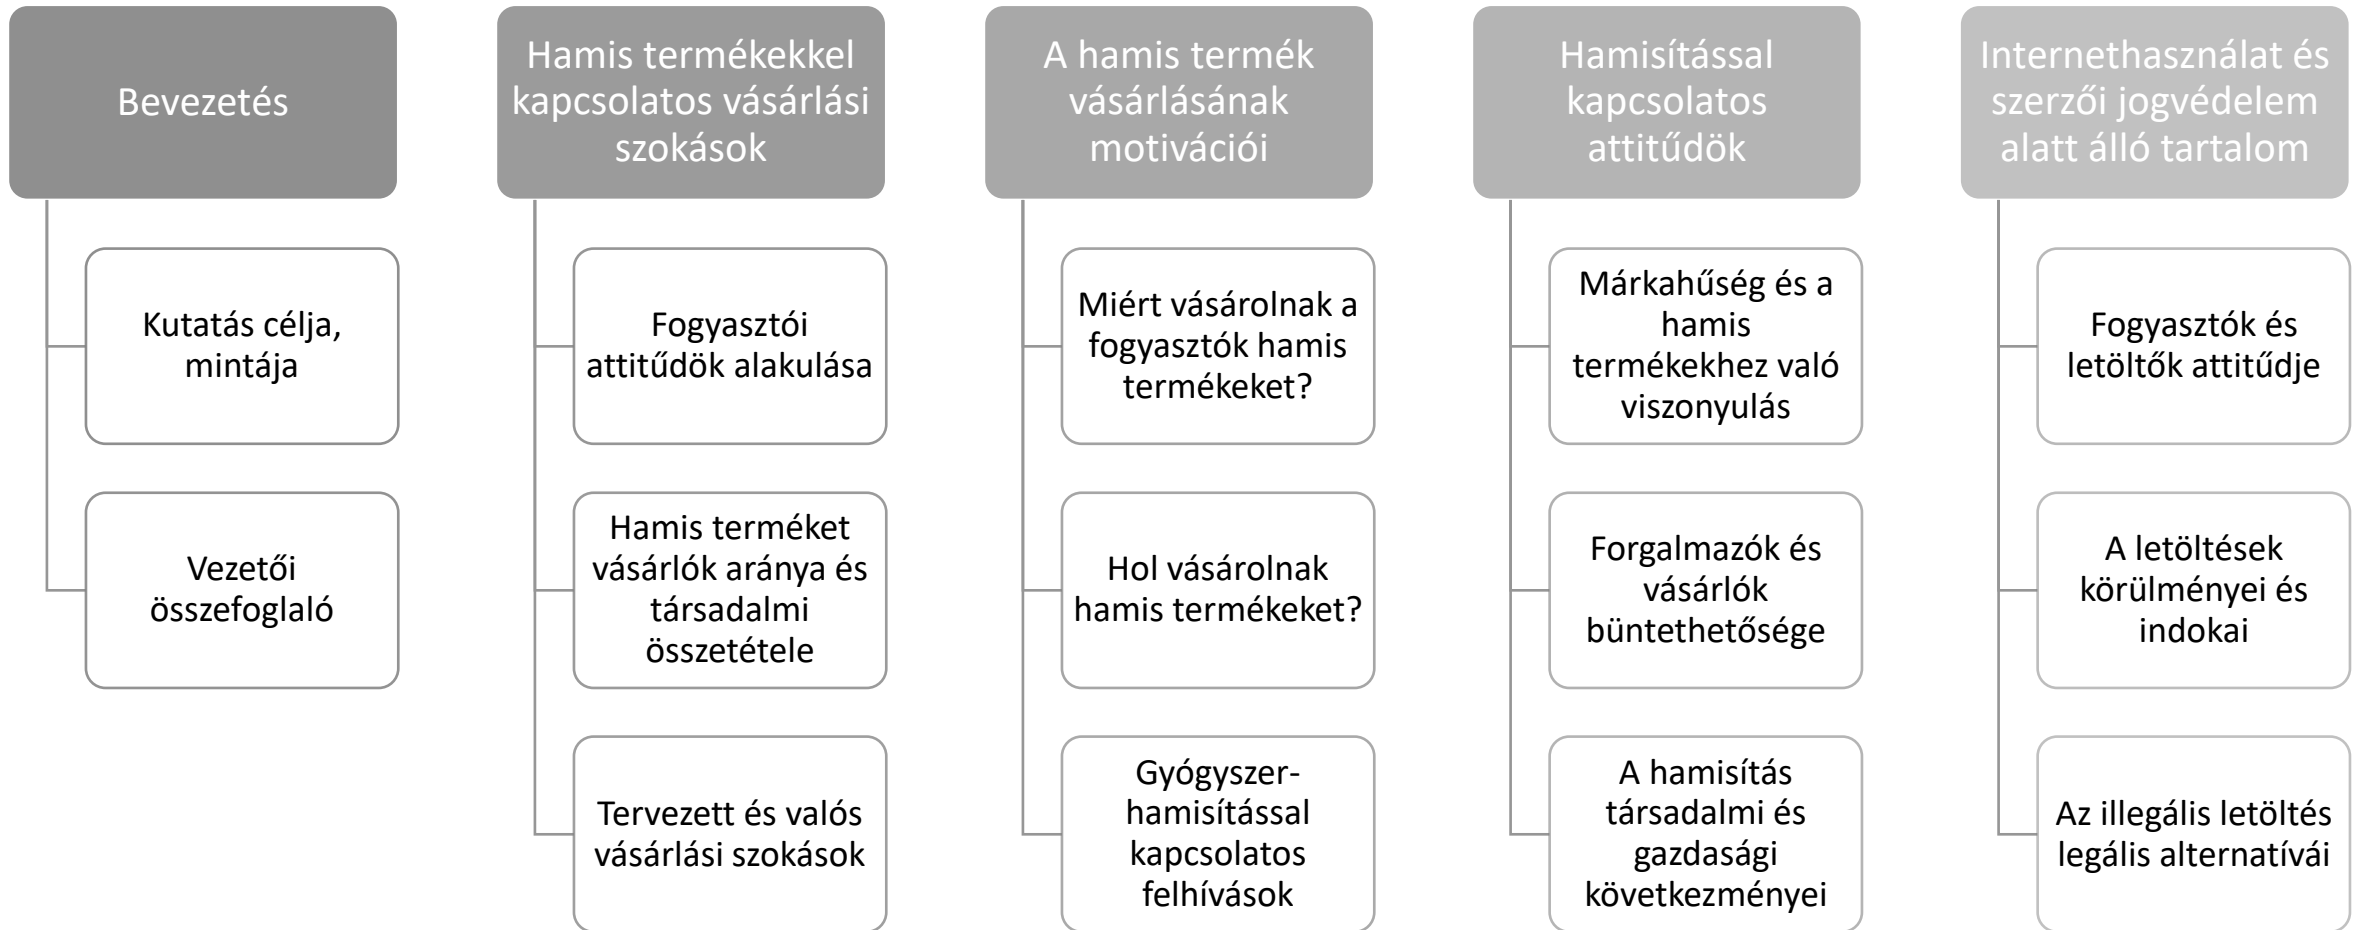 Bevezetés
Kutatás célja,
mintája
Vezetői
összefoglaló
Hamis termékekkel
kapcsolatos vásárlási
szokások
Fogyasztói
attitűdök alakulása
Hamis terméket
vásárlók aránya és
társadalmi
összetétele
Tervezett és valós
vásárlási szokások
A hamis termék
vásárlásának
motivációi
Miért vásárolnak a
fogyasztók hamis
termékeket?
Hol vásárolnak
hamis termékeket?
Gyógyszer-
hamisítással
kapcsolatos
felhívások
Hamisítással
kapcsolatos
attitűdök
Márkahűség és a
hamis
termékekhez való
viszonyulás
Forgalmazók és
vásárlók
büntethetősége
A hamisítás
társadalmi és
gazdasági
következményei
Internethasználat és
szerzői jogvédelem
alatt álló tartalom
Fogyasztók és
letöltők attitűdje
A letöltések
körülményei és
indokai
Az illegális letöltés
legális alternatívái